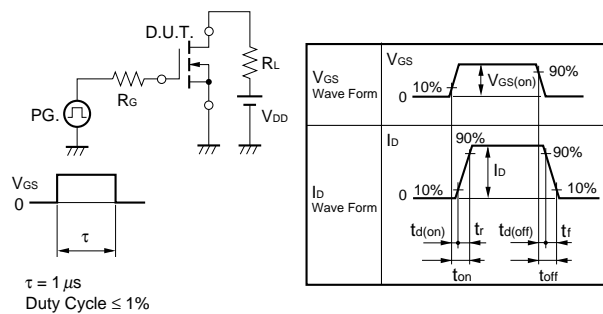 D.U.T.
RL
RG
PG.
VDD
VGS
0
τ
τ = 1 μs
Duty Cycle ≤ 1%
VGS
Wave Form
VGS
10%
0
VGS(on)
90%
ID
Wave Form
ID
90%
90%
ID
0
10%
10%
td(on)
tr
td(off)
tf
ton
toff